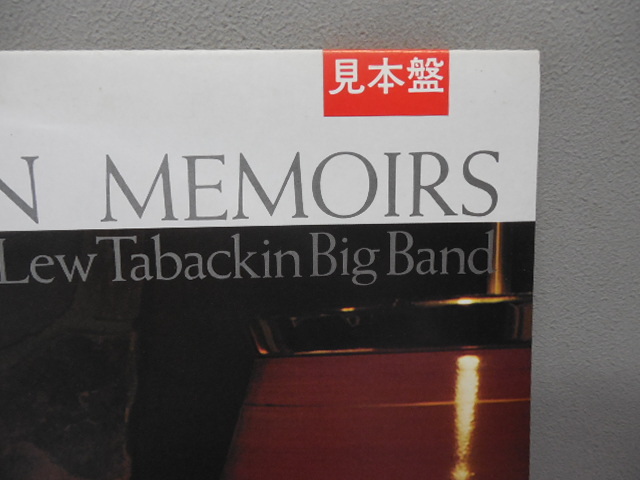 見本盤
N MEMOIRS
Lew Tabackin Big Band